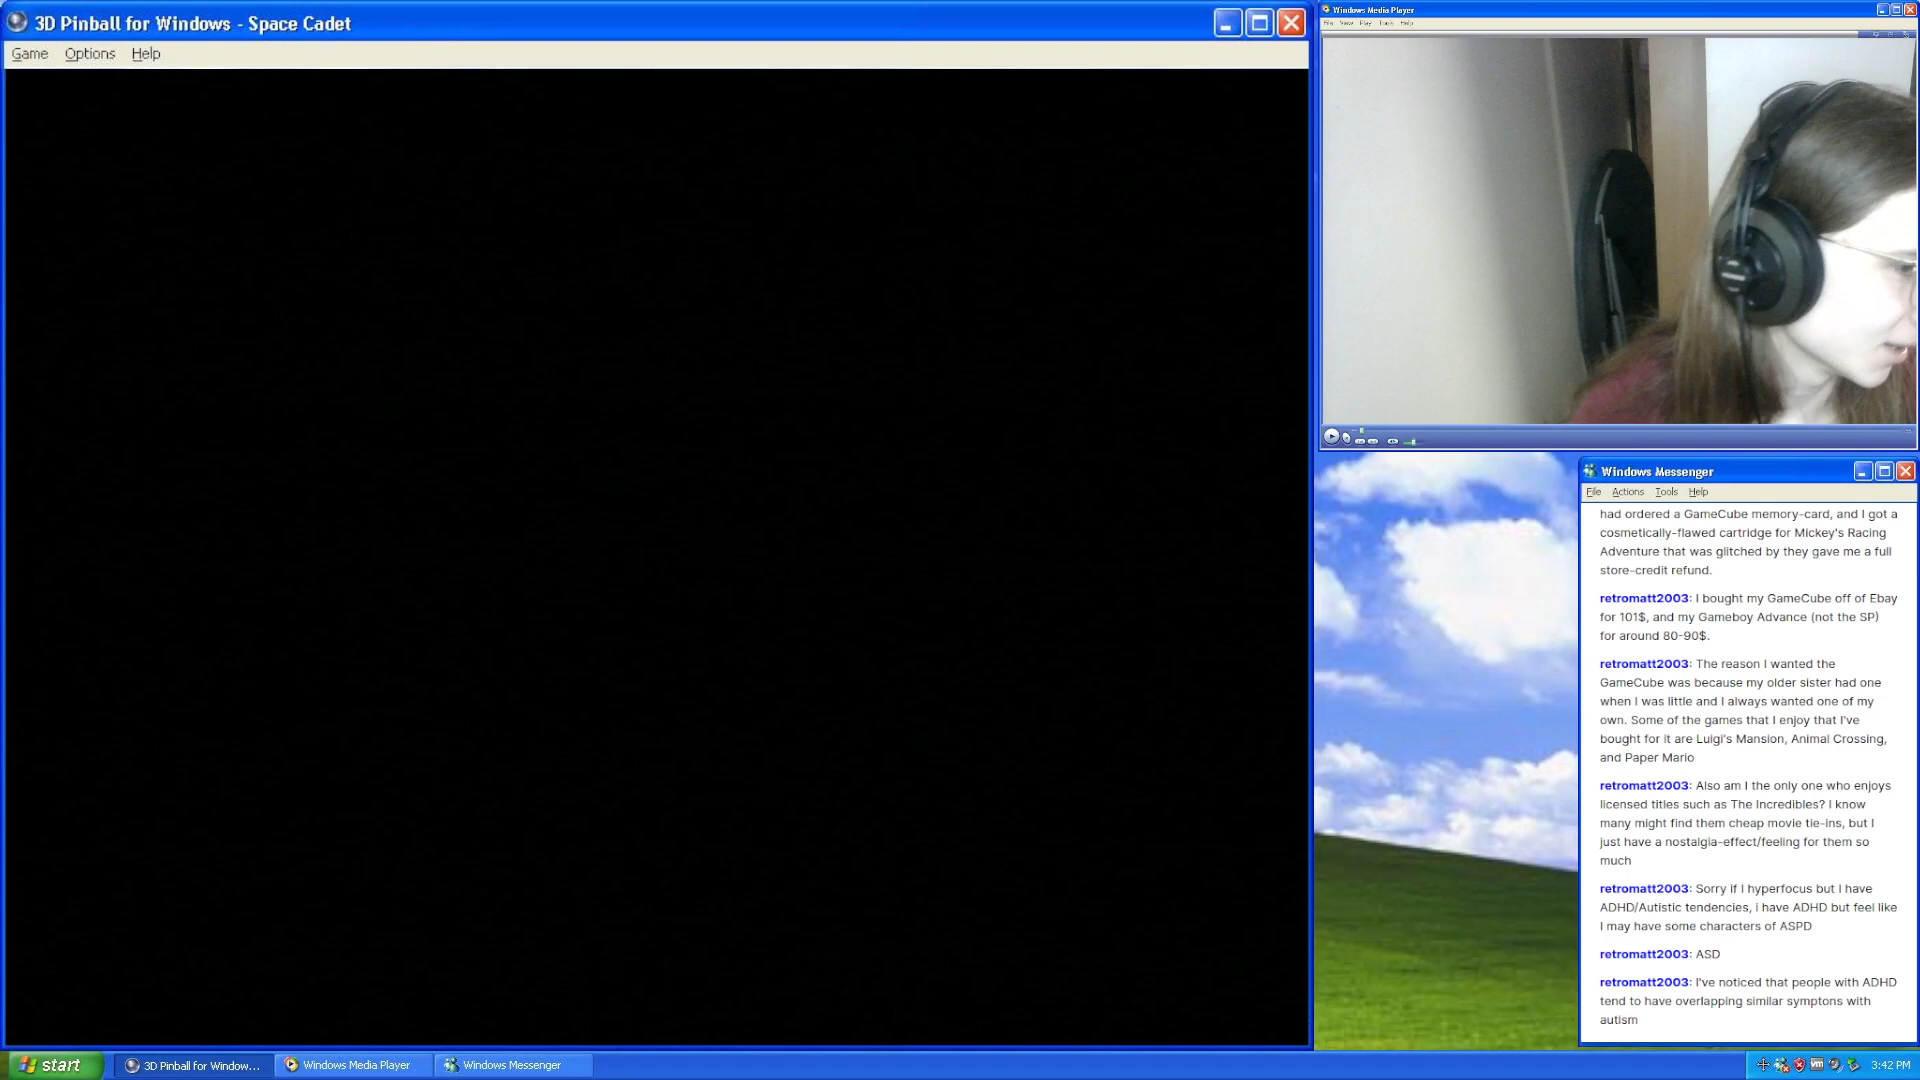 3D Pinball for Windows - Space Cadet
Game Options Help
Windows Media Player
File View Play Tools Help
Windows Messenger
File Actions Tools Help
had ordered a GameCube memory-card, and I got a
cosmetically-flawed cartridge for Mickey's Racing
Adventure that was glitched by they gave me a full
store-credit refund.
retromatt2003: I bought my GameCube off of Ebay
for 101$, and my Gameboy Advance (not the SP)
for around 80-90$.
retromatt2003: The reason I wanted the
GameCube was because my older sister had one
when I was little and I always wanted one of my
own. Some of the games that I enjoy that I've
bought for it are Luigi's Mansion, Animal Crossing,
and Paper Mario
retromatt2003: Also am I the only one who enjoys
licensed titles such as The Incredibles? I know
many might find them cheap movie tie-ins, but I
just have a nostalgia-effect/feeling for them so
much
retromatt2003: Sorry if I hyperfocus but I have
ADHD/Autistic tendencies, i have ADHD but feel like
I may have some characters of ASPD
retromatt2003: ASD
retromatt2003: I've noticed that people with ADHD
tend to have overlapping similar symptons with
autism
start
3D Pinball for Window...
Windows Media Player
Windows Messenger
3:42 PM